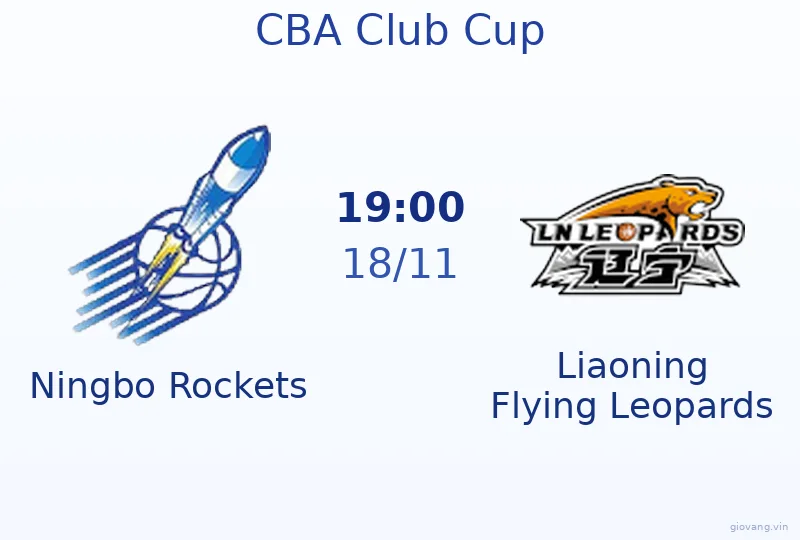 CBA Club Cup
19:00
18/11
LN LEOPARDS
辽宁
Ningbo Rockets
Liaoning
Flying Leopards
giovang.vin